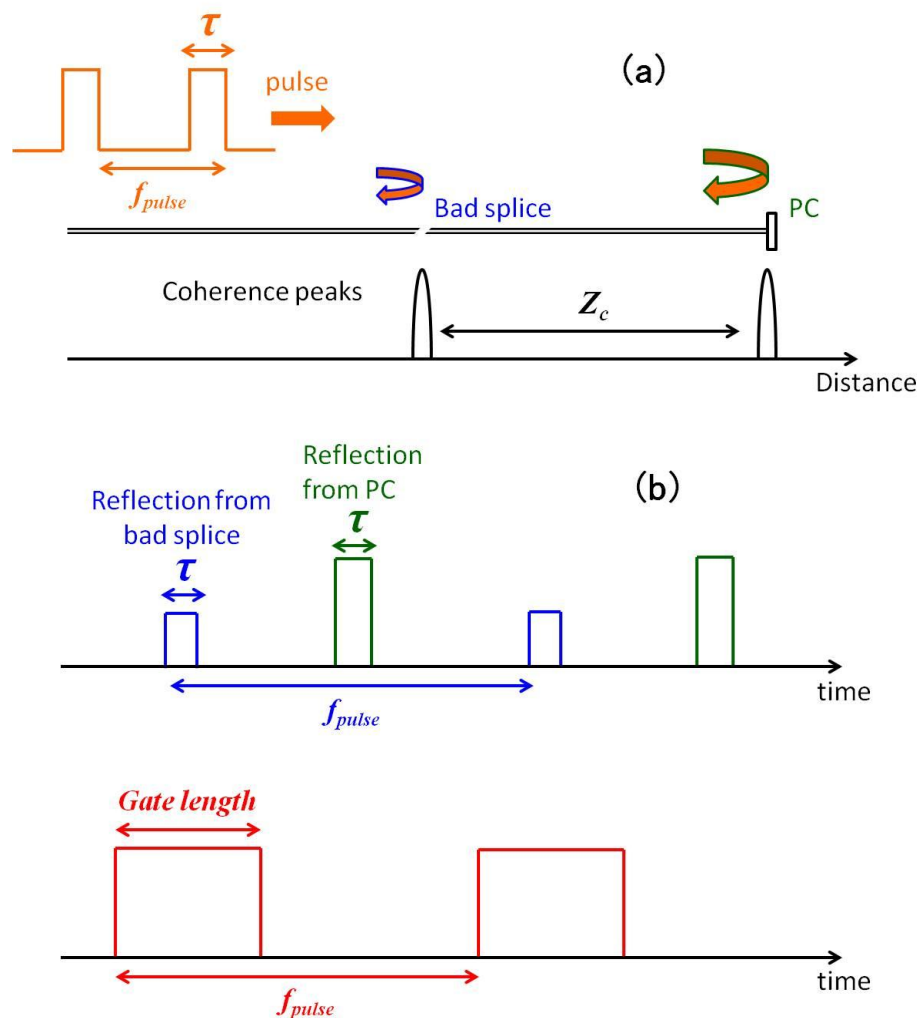 τ
(a)
pulse
f_pulse
Bad splice
PC
Coherence peaks
Z_c
Distance
Reflection
from PC
(b)
Reflection from
bad splice
τ
τ
time
f_pulse
Gate length
time
f_pulse